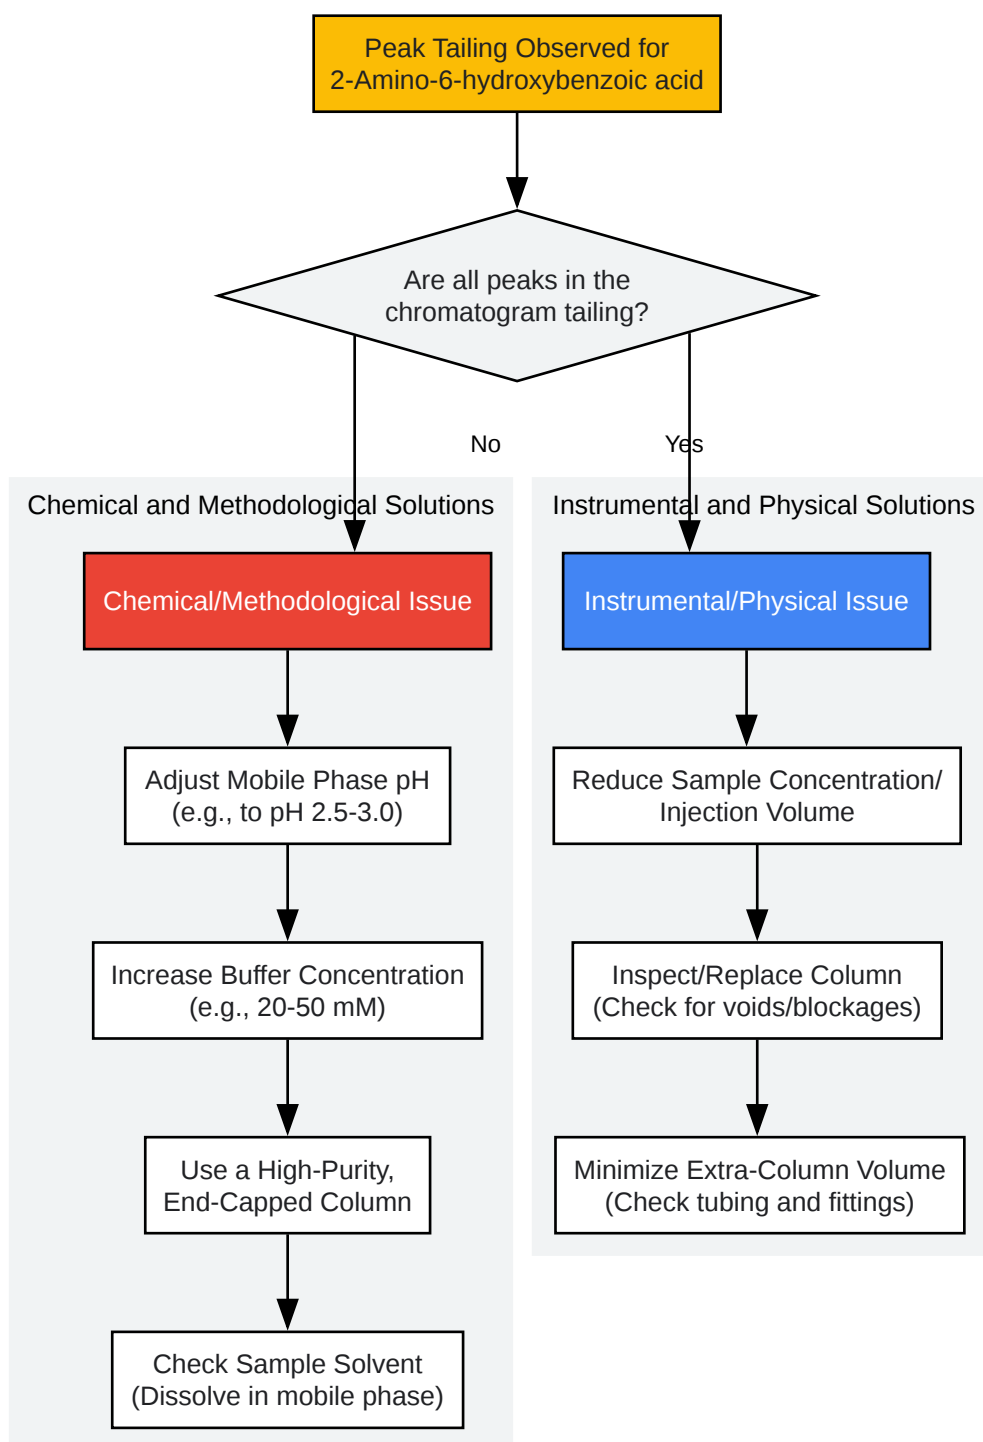 Peak Tailing Observed for
2-Amino-6-hydroxybenzoic acid
Are all peaks in the
chromatogram tailing?
No
Yes
Chemical and Methodological Solutions
Chemical/Methodological Issue
Adjust Mobile Phase pH
(e.g., to pH 2.5-3.0)
Increase Buffer Concentration
(e.g., 20-50 mM)
Use a High-Purity,
End-Capped Column
Check Sample Solvent
(Dissolve in mobile phase)
Instrumental and Physical Solutions
Instrumental/Physical Issue
Reduce Sample Concentration/
Injection Volume
Inspect/Replace Column
(Check for voids/blockages)
Minimize Extra-Column Volume
(Check tubing and fittings)